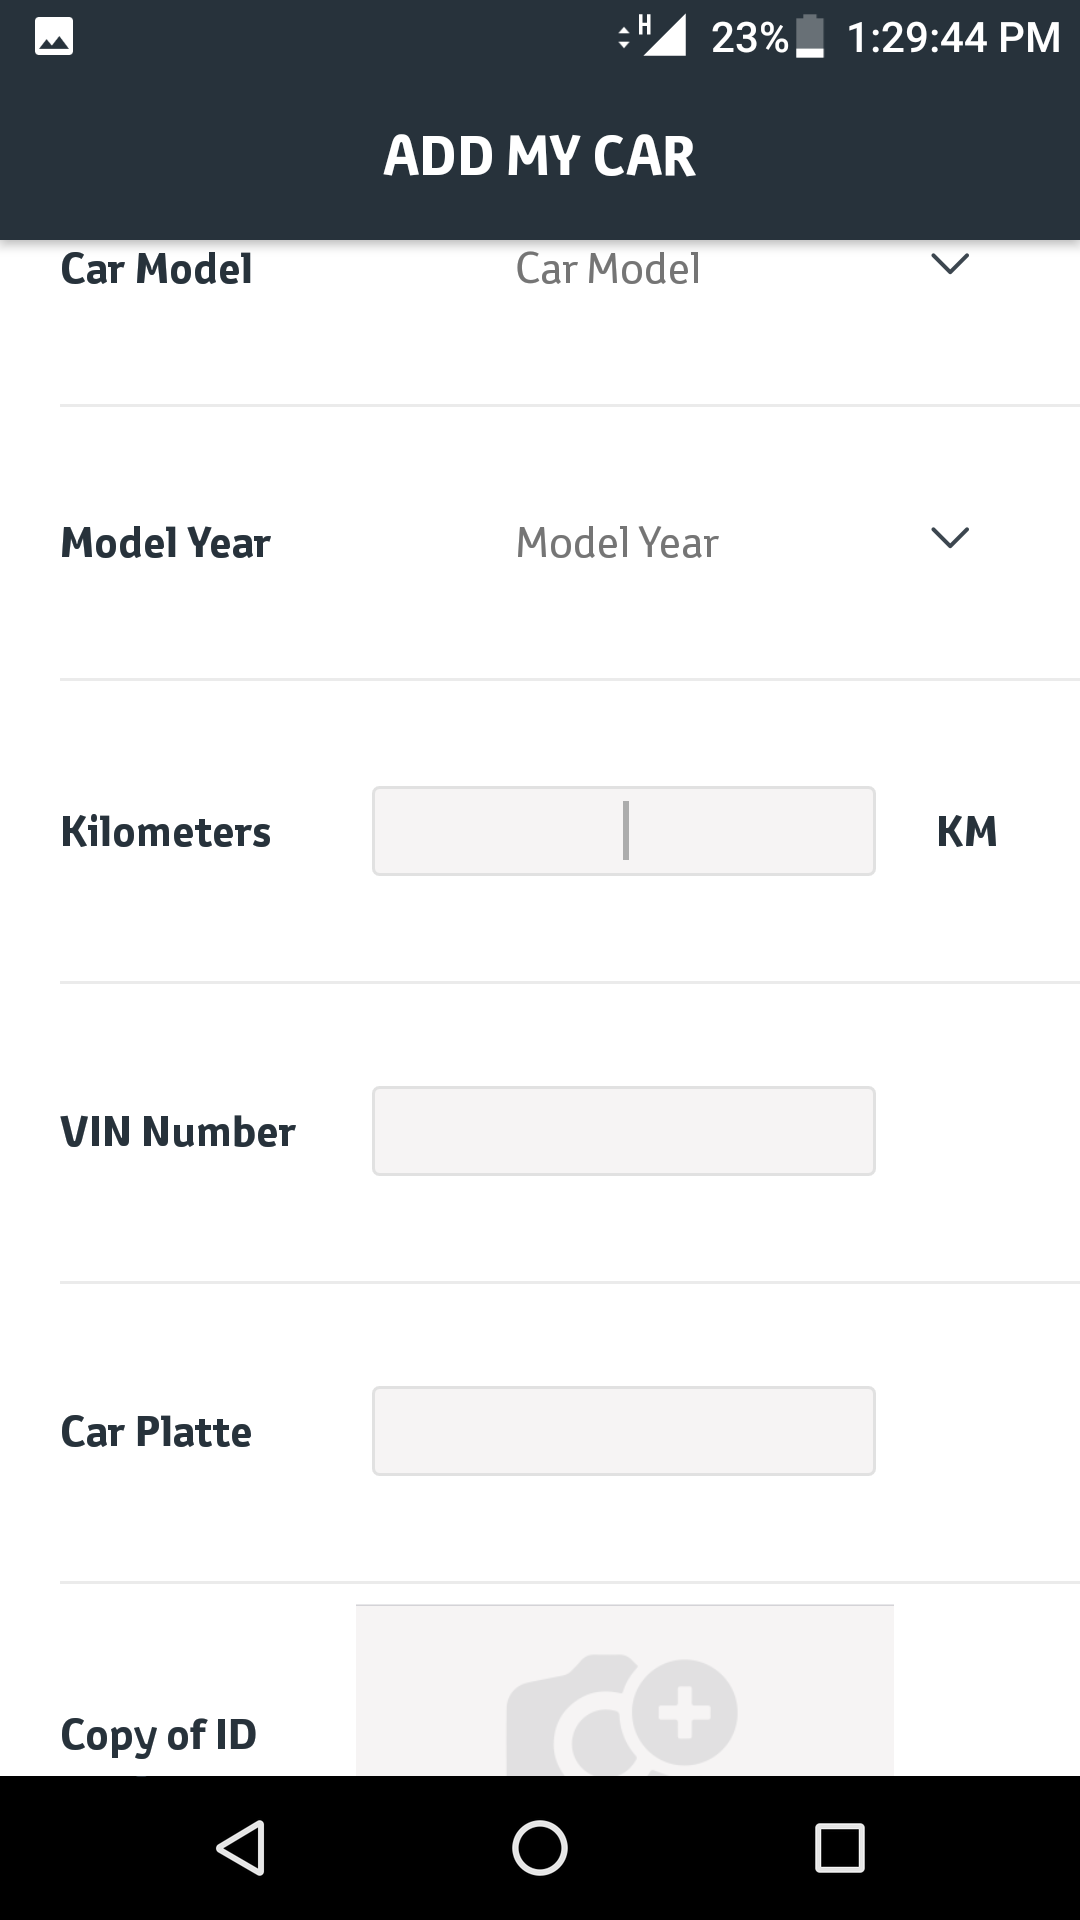 H 23% 1:29:44 PM
ADD MY CAR
Car Model Car Model
Model Year Model Year
Kilometers KM
VIN Number
Car Platte
Copy of ID